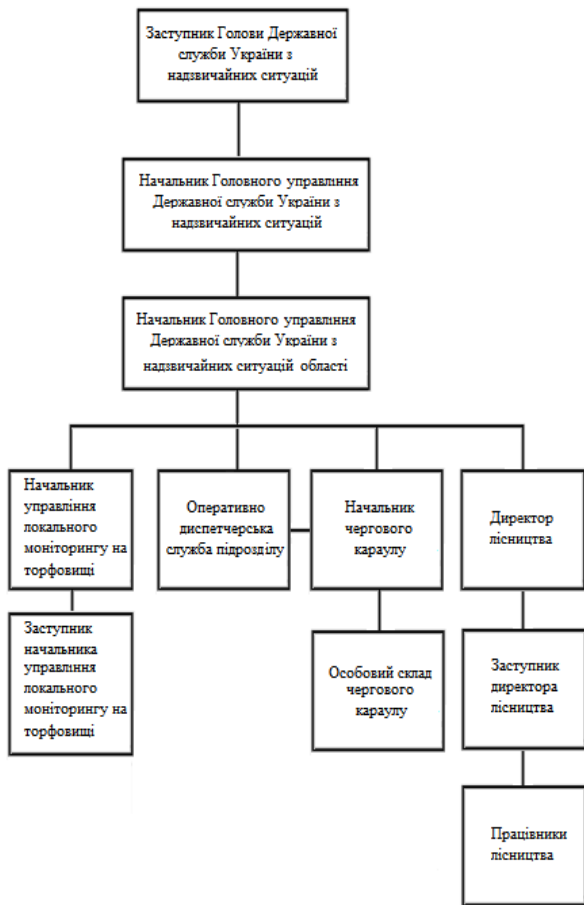 Заступник Голови Державної
служби України з
надзвичайних ситуацій
Начальник Головного управління
Державної служби України з
надзвичайних ситуацій
Начальник Головного управління
Державної служби України з
надзвичайних ситуацій області
Начальник
управління
локального
моніторингу на
торфовищі
Оперативно
диспетчерська
служба підрозділу
Начальник
чергового
караулу
Директор
лісництва
Заступник
начальника
управління
локального
моніторингу на
торфовищі
Особовий склад
чергового
караулу
Заступник
директора
лісництва
Працівники
лісництва